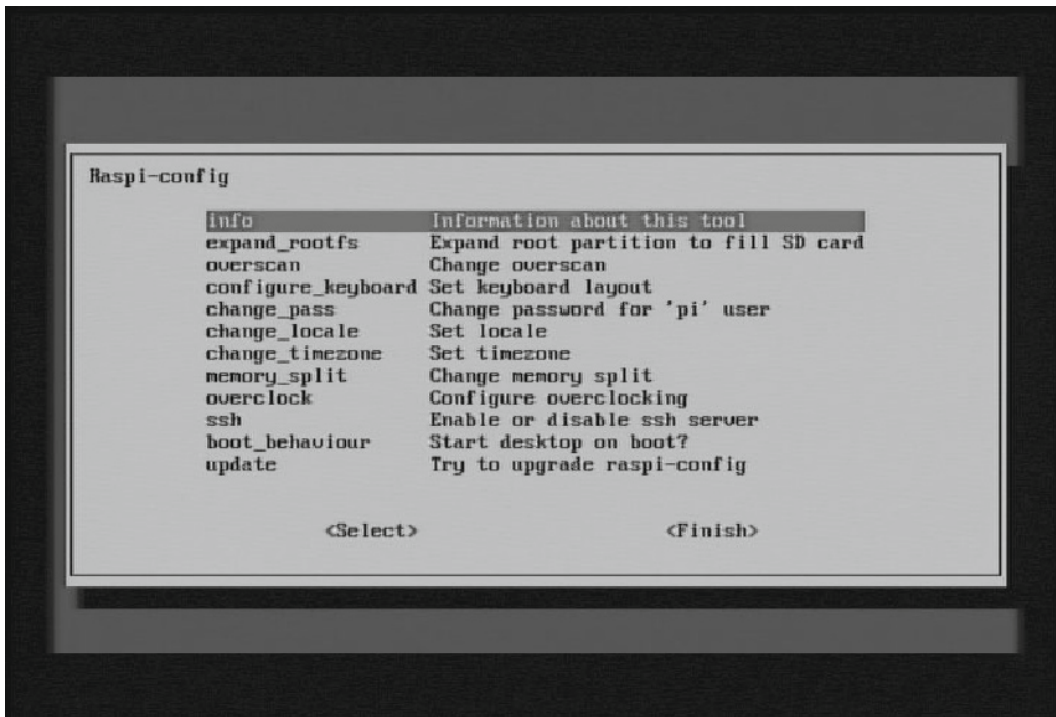 Raspi-config
info Information about this tool
expand_rootfs Expand root partition to fill SD card
overscan Change overscan
configure_keyboard Set keyboard layout
change_pass Change password for 'pi' user
change_locale Set locale
change_timezone Set timezone
memory_split Change memory split
overclock Configure overclocking
ssh Enable or disable ssh server
boot_behaviour Start desktop on boot?
update Try to upgrade raspi-config
<Select> <Finish>